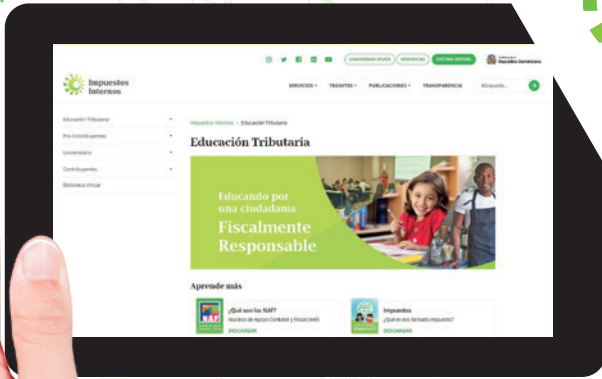 COMUNIDAD AYUDA
DENUNCIAS
OFICINA VIRTUAL
República Dominicana
Impuestos
Internos
SERVICIOS
TRÁMITES
PUBLICACIONES
TRANSPARENCIA
Búsqueda...
Educación Tributaria
Pre-Contribuyentes
Universitario
Contribuyentes
Biblioteca Virtual
Impuestos Internos > Educación Tributaria
Educación Tributaria
Educando por
una ciudadanía
Fiscalmente
Responsable
Aprende más
NAF
¿Qué son los NAF?
Núcleos de Apoyo Contable y Fiscal (NAF)
DESCARGAR
Impuestos
¿Qué es eso llamado impuesto?
DESCARGAR